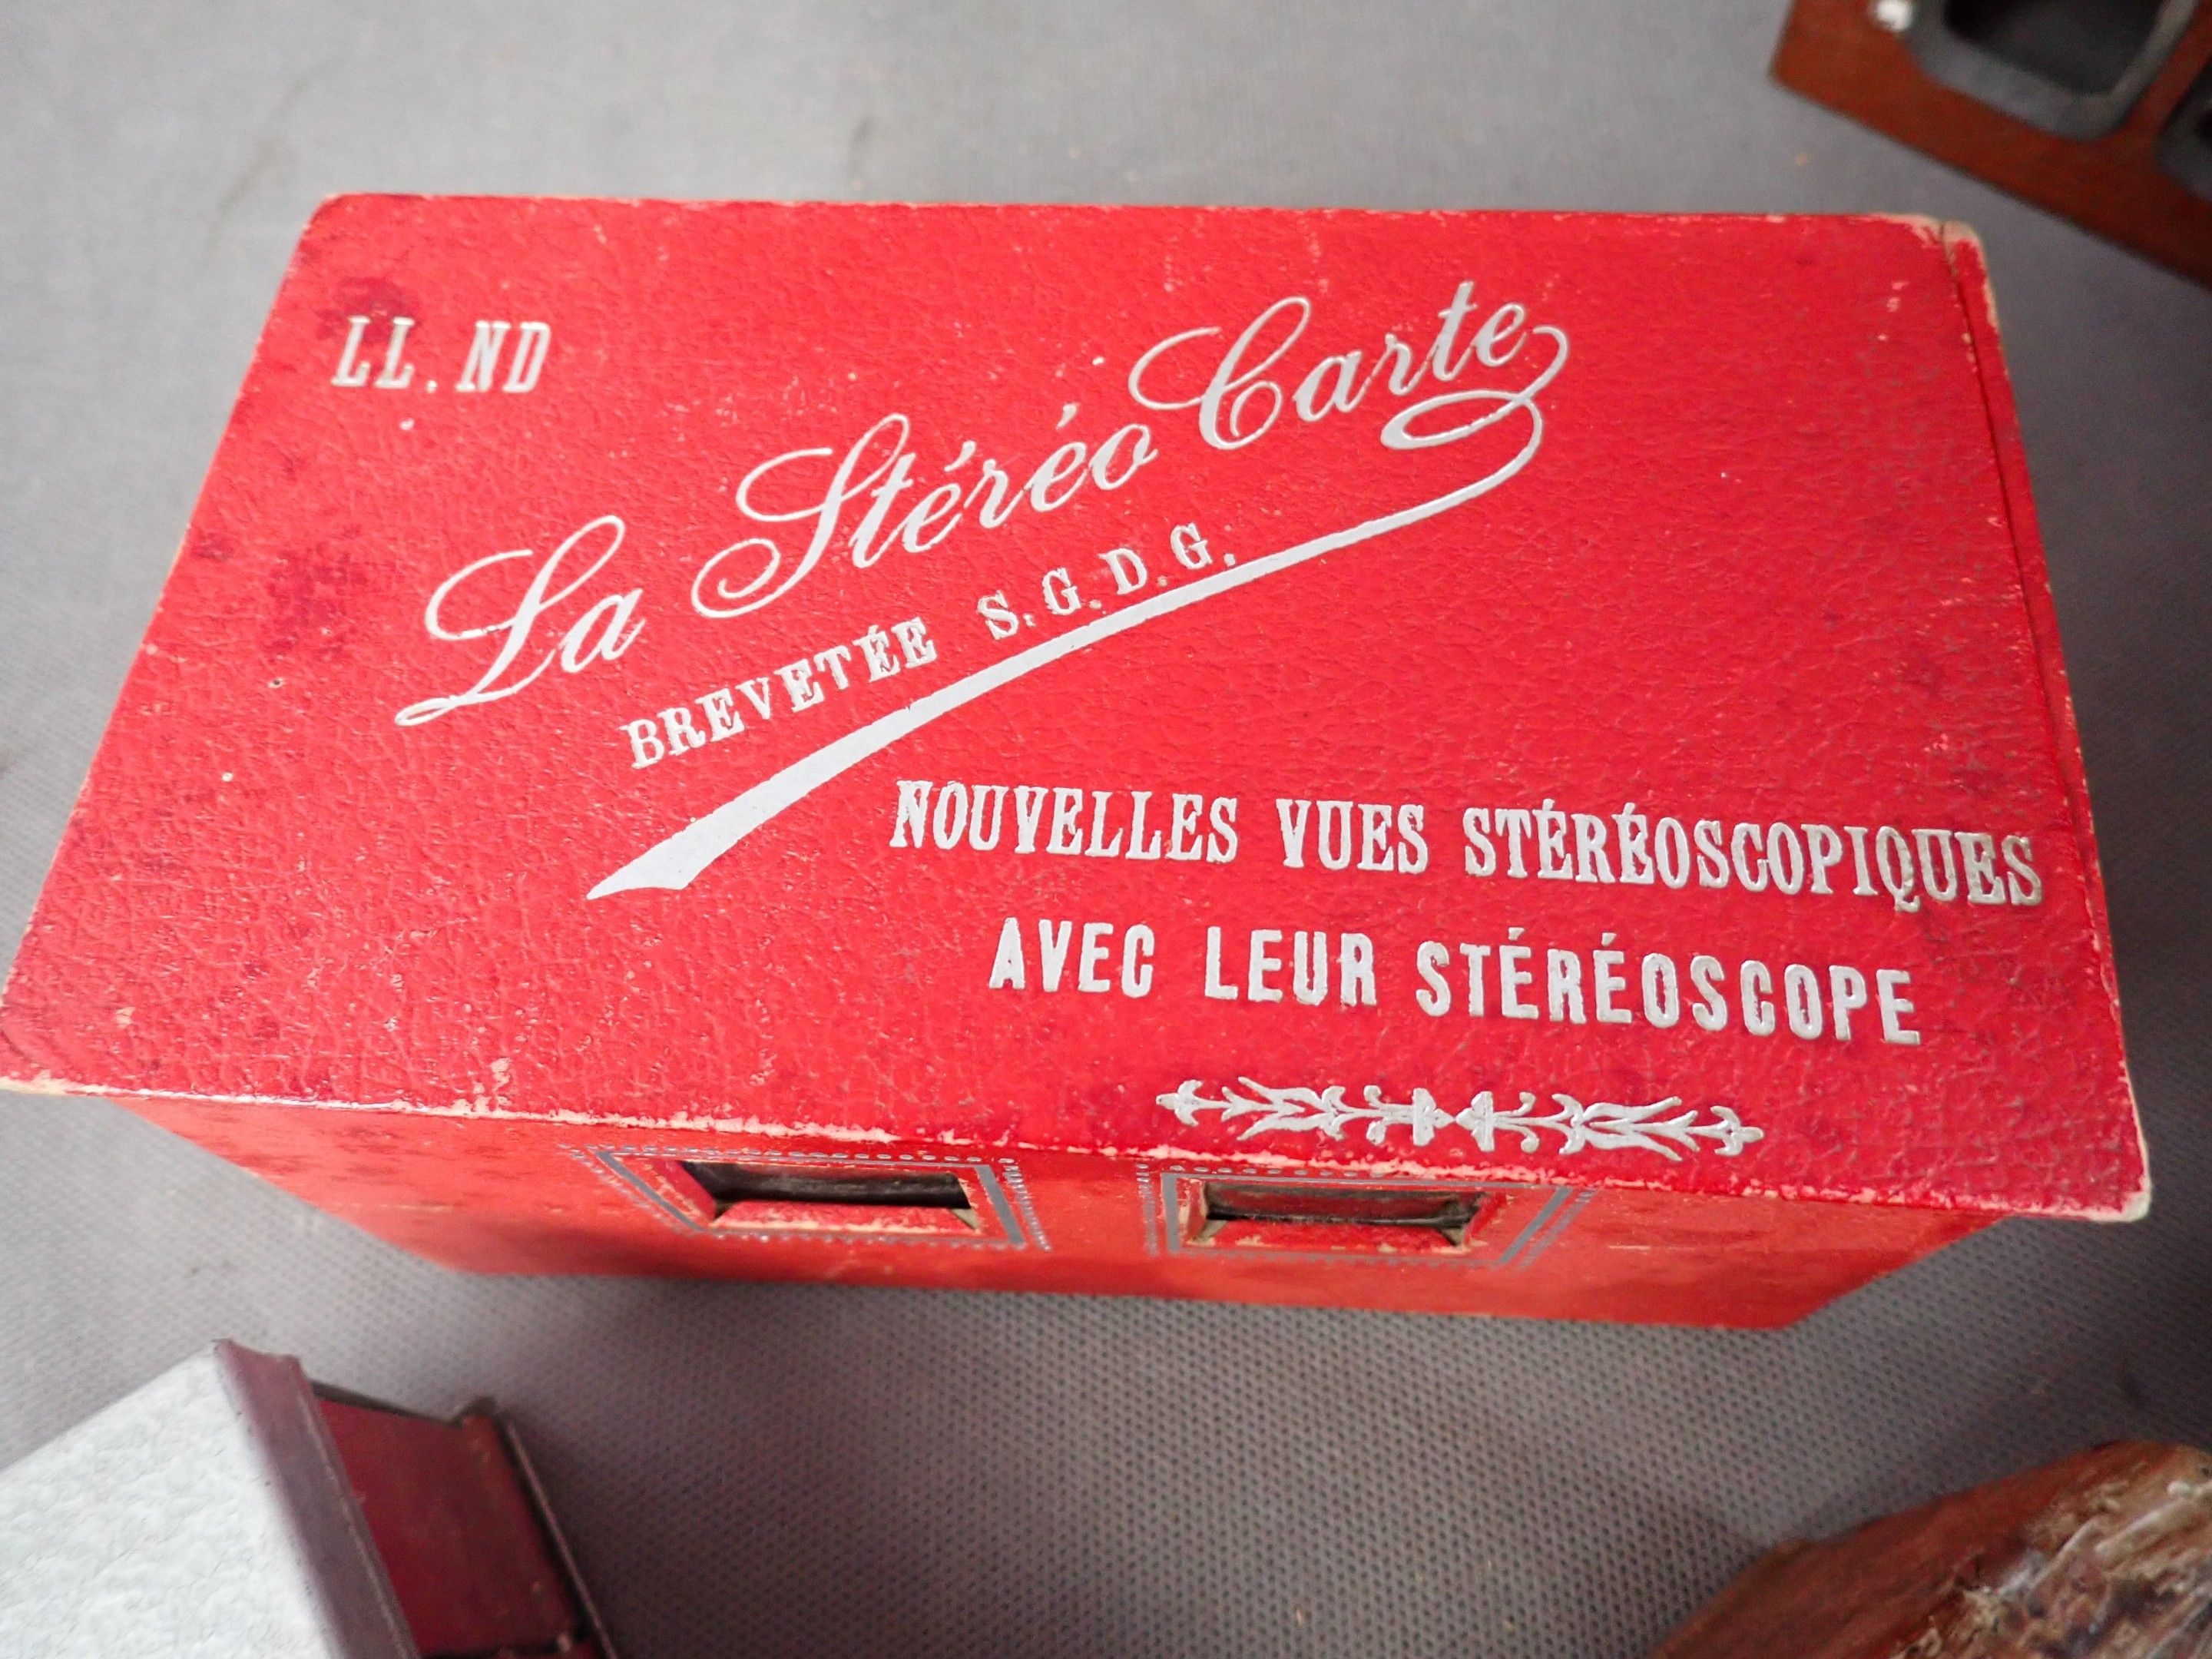 LL. ND
La Stéréo Carte
BREVETÉE S.G.D.G.
NOUVELLES VUES STÉRÉOSCOPIQUES
AVEC LEUR STÉRÉOSCOPE